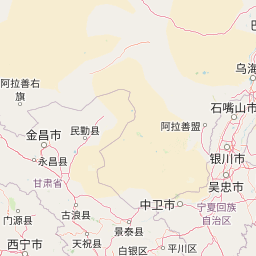 巴
乌海
阿拉善右
旗
石嘴山市
阿拉善盟
民勤县
金昌市
银川市
永昌县
吴忠市
甘肃省
宁夏回族
自治区
中卫市
古浪县
门源县
景泰县
西宁市
天祝县
白银区
平川区